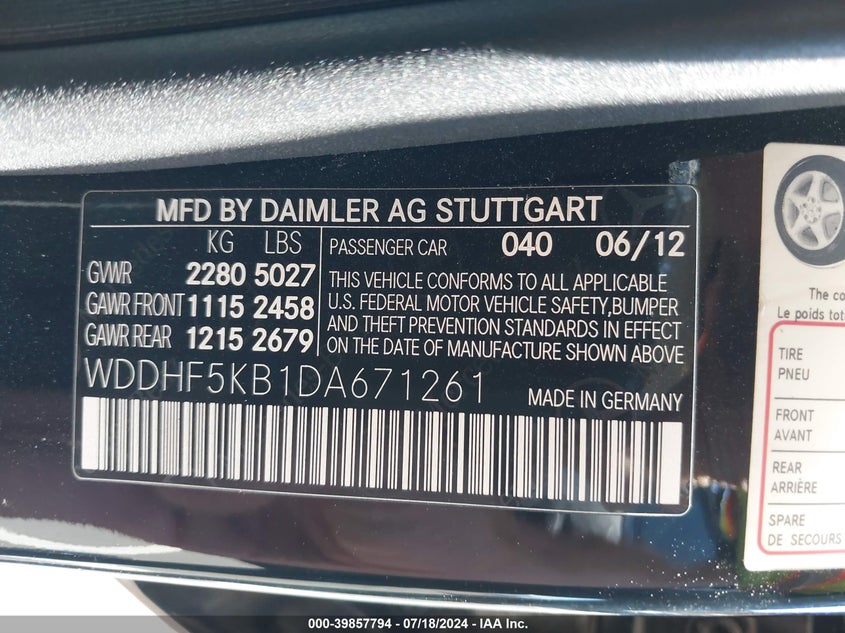 MFD BY DAIMLER AG STUTTGART
KG LBS
GVWR 2280 5027
GAWR FRONT 1115 2458
GAWR REAR 1215 2679
PASSENGER CAR 040 06/12
THIS VEHICLE CONFORMS TO ALL APPLICABLE
U.S. FEDERAL MOTOR VEHICLE SAFETY,BUMPER
AND THEFT PREVENTION STANDARDS IN EFFECT
ON THE DATE OF MANUFACTURE SHOWN ABOVE
WDDHF5KB1DA671261
MADE IN GERMANY
The co
Le poids tot
TIRE
PNEU
FRONT
AVANT
REAR
ARRIÈRE
SPARE
DE SECOURS
000-39857794 - 07/18/2024 - IAA Inc.